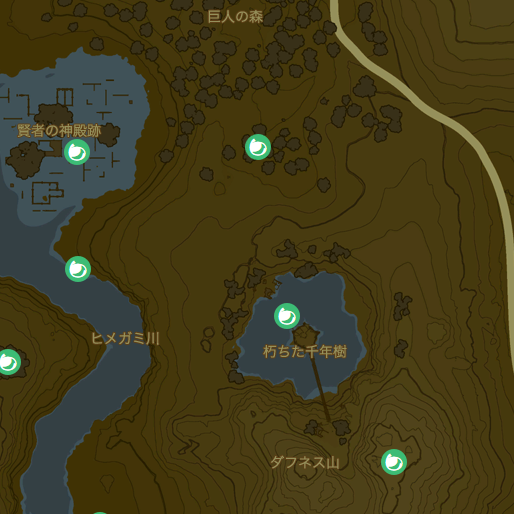 巨人の森
賢者の神殿跡
ヒメガミ川
朽ちた千年樹
ダフネス山